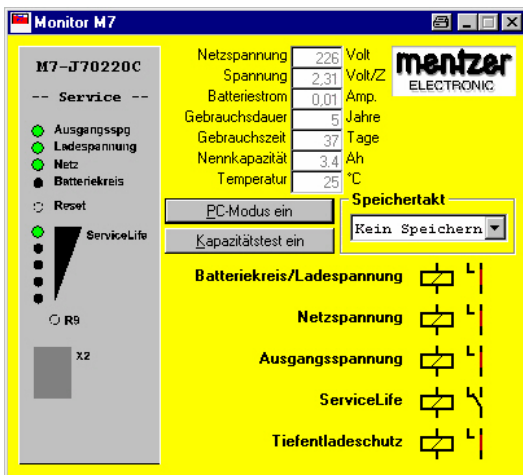 Monitor M7
M7-J70220C
-- Service --
Ausgangsspg
Ladespannung
Netz
Batteriekreis
Reset
ServiceLife
R9
X2
Netzspannung 226 Volt
Spannung 2,31 Volt/Z
Batteriestrom 0,01 Amp.
Gebrauchsdauer 5 Jahre
Gebrauchszeit 37 Tage
Nennkapazität 3,4 Ah
Temperatur 25 °C
mentzer
ELECTRONIC
PC-Modus ein
Kapazitätstest ein
Speichertakt
Kein Speichern
Batteriekreis/Ladespannung
Netzspannung
Ausgangsspannung
ServiceLife
Tiefentladeschutz